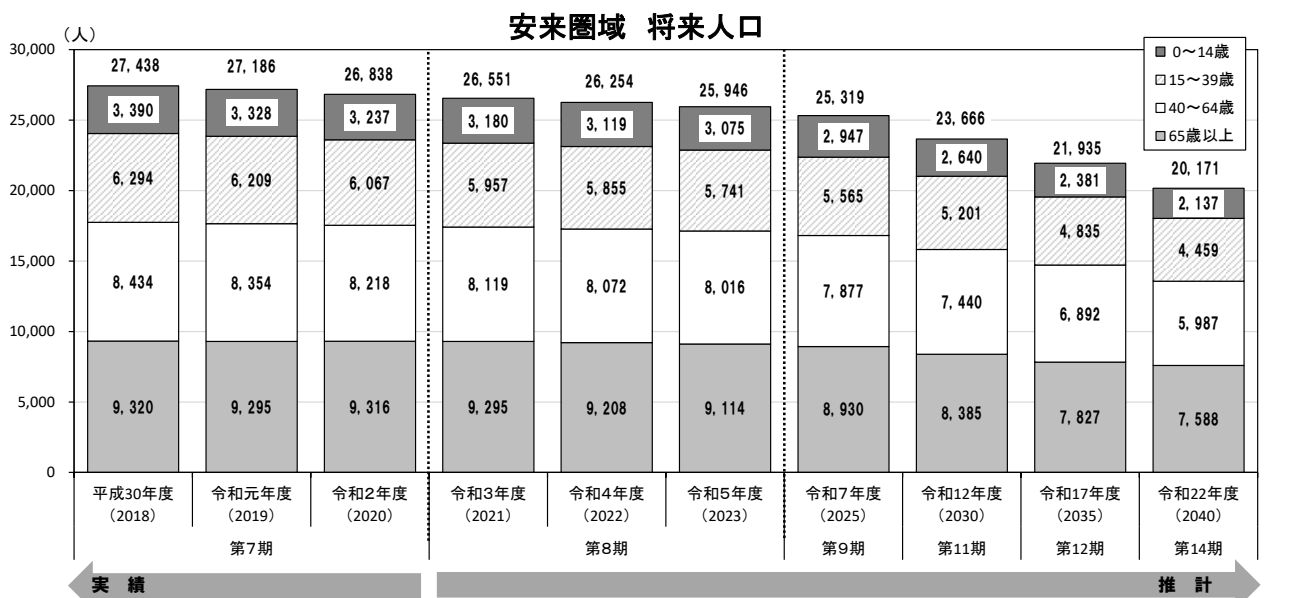 安来圏域 将来人口
（人）
30,000
25,000
20,000
15,000
10,000
5,000
0
0～14歳
15～39歳
40～64歳
65歳以上
27,438 27,186 26,838 26,551 26,254 25,946 25,319 23,666 21,935 20,171
3,390 3,328 3,237 3,180 3,119 3,075 2,947 2,640 2,381 2,137
6,294 6,209 6,067 5,957 5,855 5,741 5,565 5,201 4,835 4,459
8,434 8,354 8,218 8,119 8,072 8,016 7,877 7,440 6,892 5,987
9,320 9,295 9,316 9,295 9,208 9,114 8,930 8,385 7,827 7,588
平成30年度 令和元年度 令和２年度 令和３年度 令和４年度 令和５年度 令和７年度 令和12年度 令和17年度 令和22年度
（2018） （2019） （2020） （2021） （2022） （2023） （2025） （2030） （2035） （2040）
第７期 第８期 第９期 第11期 第12期 第14期
実 績 推 計